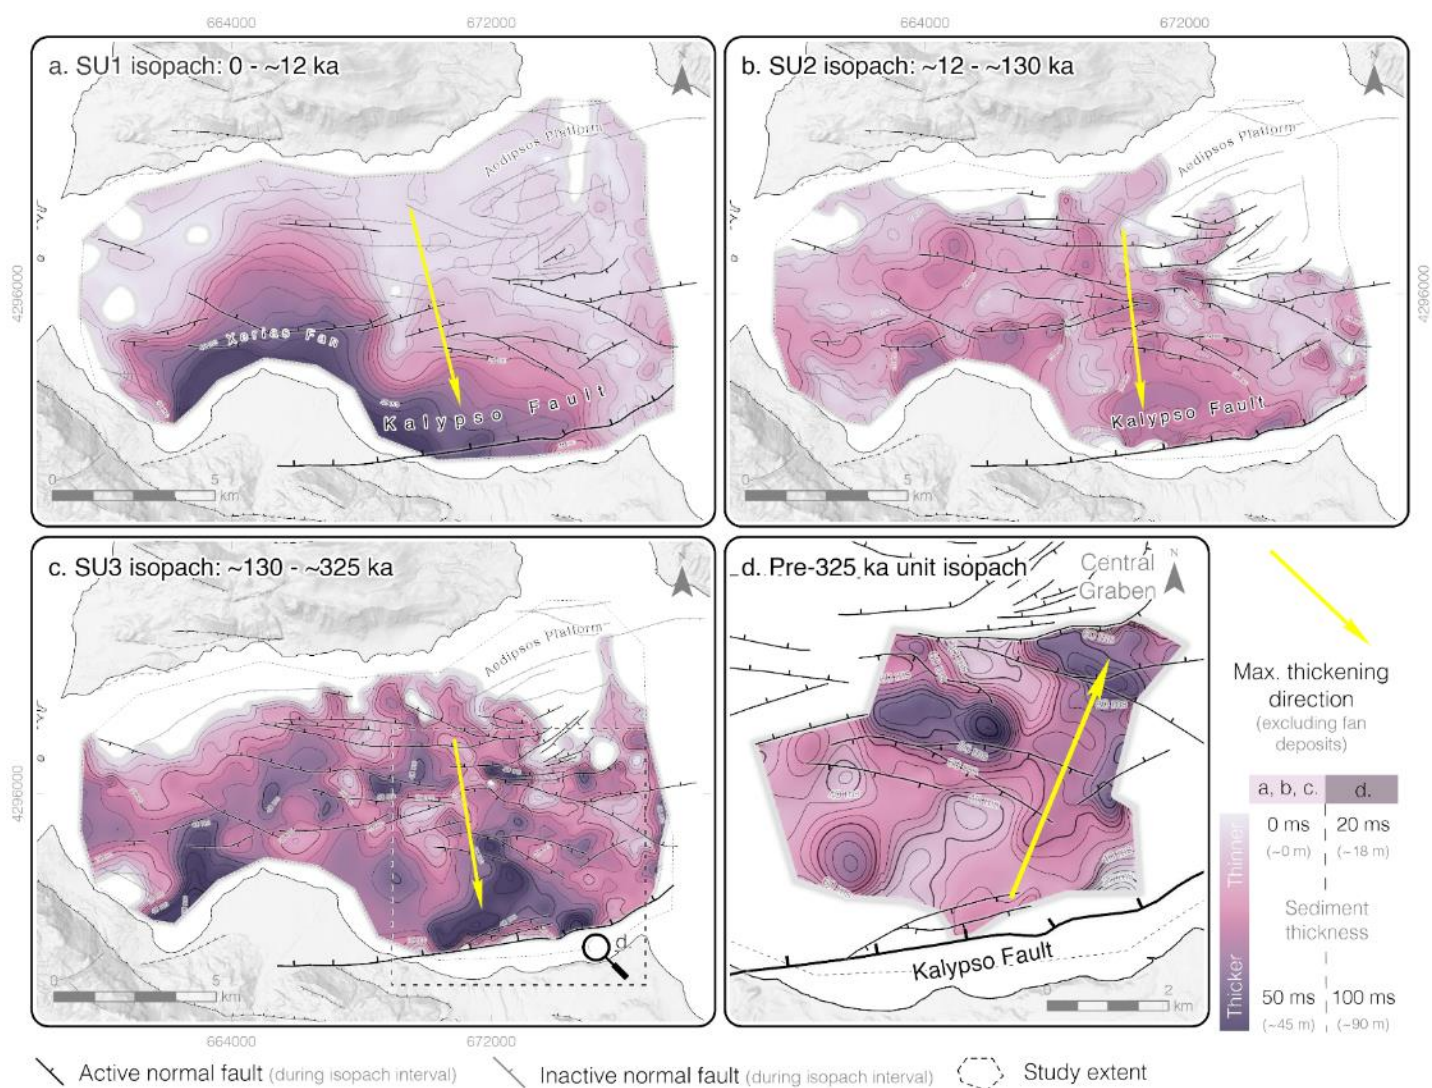 664000
672000
664000
672000
a. SU1 isopach: 0 - ~12 ka
N
Aedipsos Platform
Xerias Fan
Kalypso Fault
0
5
km
4296000
b. SU2 isopach: ~12 - ~130 ka
N
Aedipsos Platform
Kalypso Fault
0
5
km
4296000
c. SU3 isopach: ~130 - ~325 ka
N
Aedipsos Platform
d.
0
5
km
4296000
664000
672000
d. Pre-325 ka unit isopach
Central
Graben
N
Kalypso Fault
0
2
km
Max. thickening
direction
(excluding fan
deposits)
a, b, c.
d.
Thinner
Thicker
0 ms
20 ms
(~0 m)
(~18 m)
Sediment
thickness
50 ms
100 ms
(~45 m)
(~90 m)
Active normal fault (during isopach interval)
Inactive normal fault (during isopach interval)
Study extent